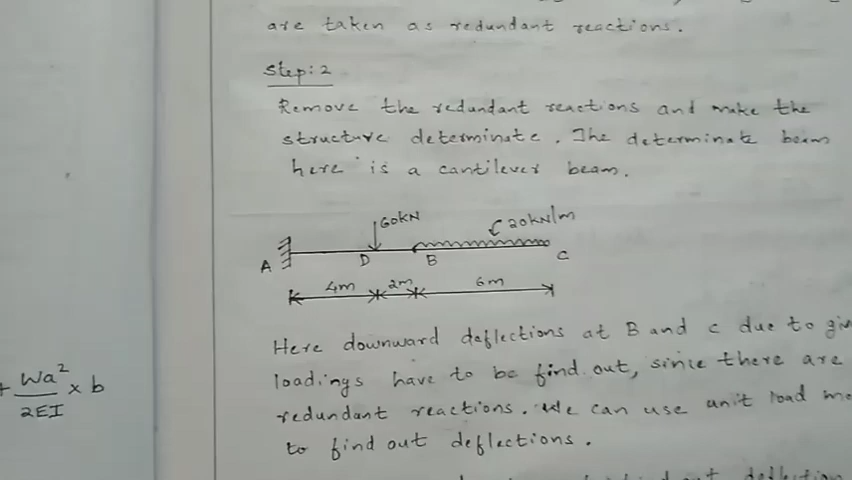 are taken as redundant reactions.
Step:2
Remove the redundant reactions and make the
structure determinate. The determinate beam
here is a cantilever beam.
60kN
20kN/m
A D B C
4m 2m 6m
Here downward deflections at B and c due to
loadings have to be find out, since there are
+ Wa²/2EI × b
redundant reactions. We can use unit load
to find out deflections.